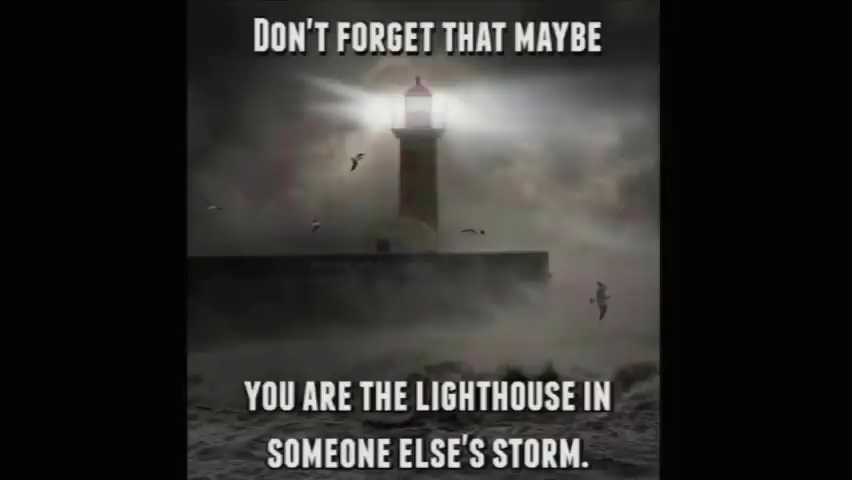 DON'T FORGET THAT MAYBE
YOU ARE THE LIGHTHOUSE IN
SOMEONE ELSE'S STORM.